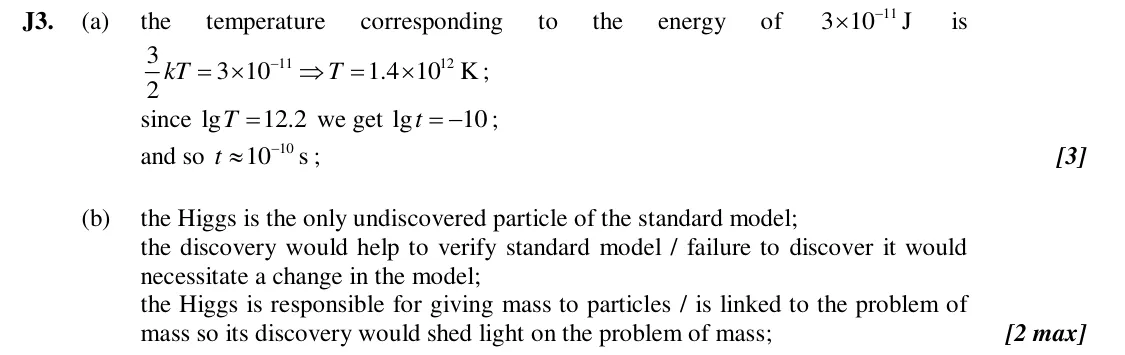 J3. (a) the temperature corresponding to the energy of 3×10⁻¹¹ J is
3/2 kT = 3×10⁻¹¹ ⇒ T = 1.4×10¹² K ;
since lg T = 12.2 we get lg t = −10 ;
and so t ≈ 10⁻¹⁰ s ; [3]
(b) the Higgs is the only undiscovered particle of the standard model;
the discovery would help to verify standard model / failure to discover it would
necessitate a change in the model;
the Higgs is responsible for giving mass to particles / is linked to the problem of
mass so its discovery would shed light on the problem of mass; [2 max]